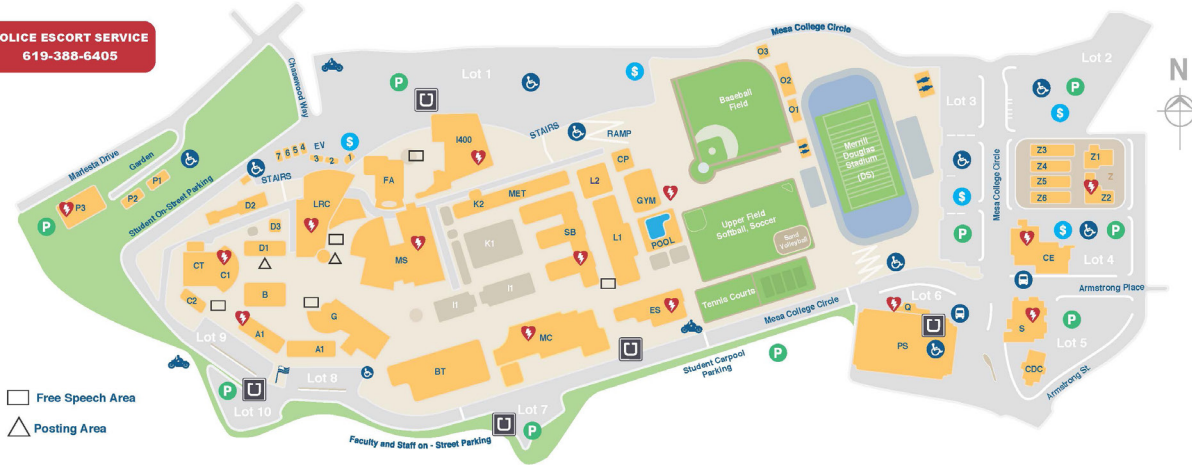 OLICE ESCORT SERVICE
619-388-6405
Mesa College Circle
Lot 1
Lot 2
N
Chasewood Way
P
P
P
$
$
$
O3
O2
O1
Lot 3
Baseball
Field
Merrill
Douglas
Stadium
(DS)
STAIRS
RAMP
I400
7 6 5 4 EV
3 2 1
STAIRS
FA
CP
L2
GYM
POOL
MET
K2
K1
SB
L1
Marlesta Drive
Garden
P1
P2
P3
P
Student On-Street Parking
D2
LRC
D3
D1
MS
CT
C1
C2
B
G
A1
A1
I1
I1
Upper Field
Softball, Soccer
Sand
Volleyball
Tennis Courts
Mesa College Circle
Mesa College Circle
$
P
Z3
Z4
Z5
Z6
Z1
Z
Z2
$
P
CE
Lot 4
Armstrong Place
Lot 6
Q
PS
S
P
Lot 5
CDC
Armstrong St.
ES
MC
BT
Lot 9
Lot 8
Lot 10
P
Lot 7
P
Student Carpool
Parking
P
Faculty and Staff on - Street Parking
Free Speech Area
Posting Area